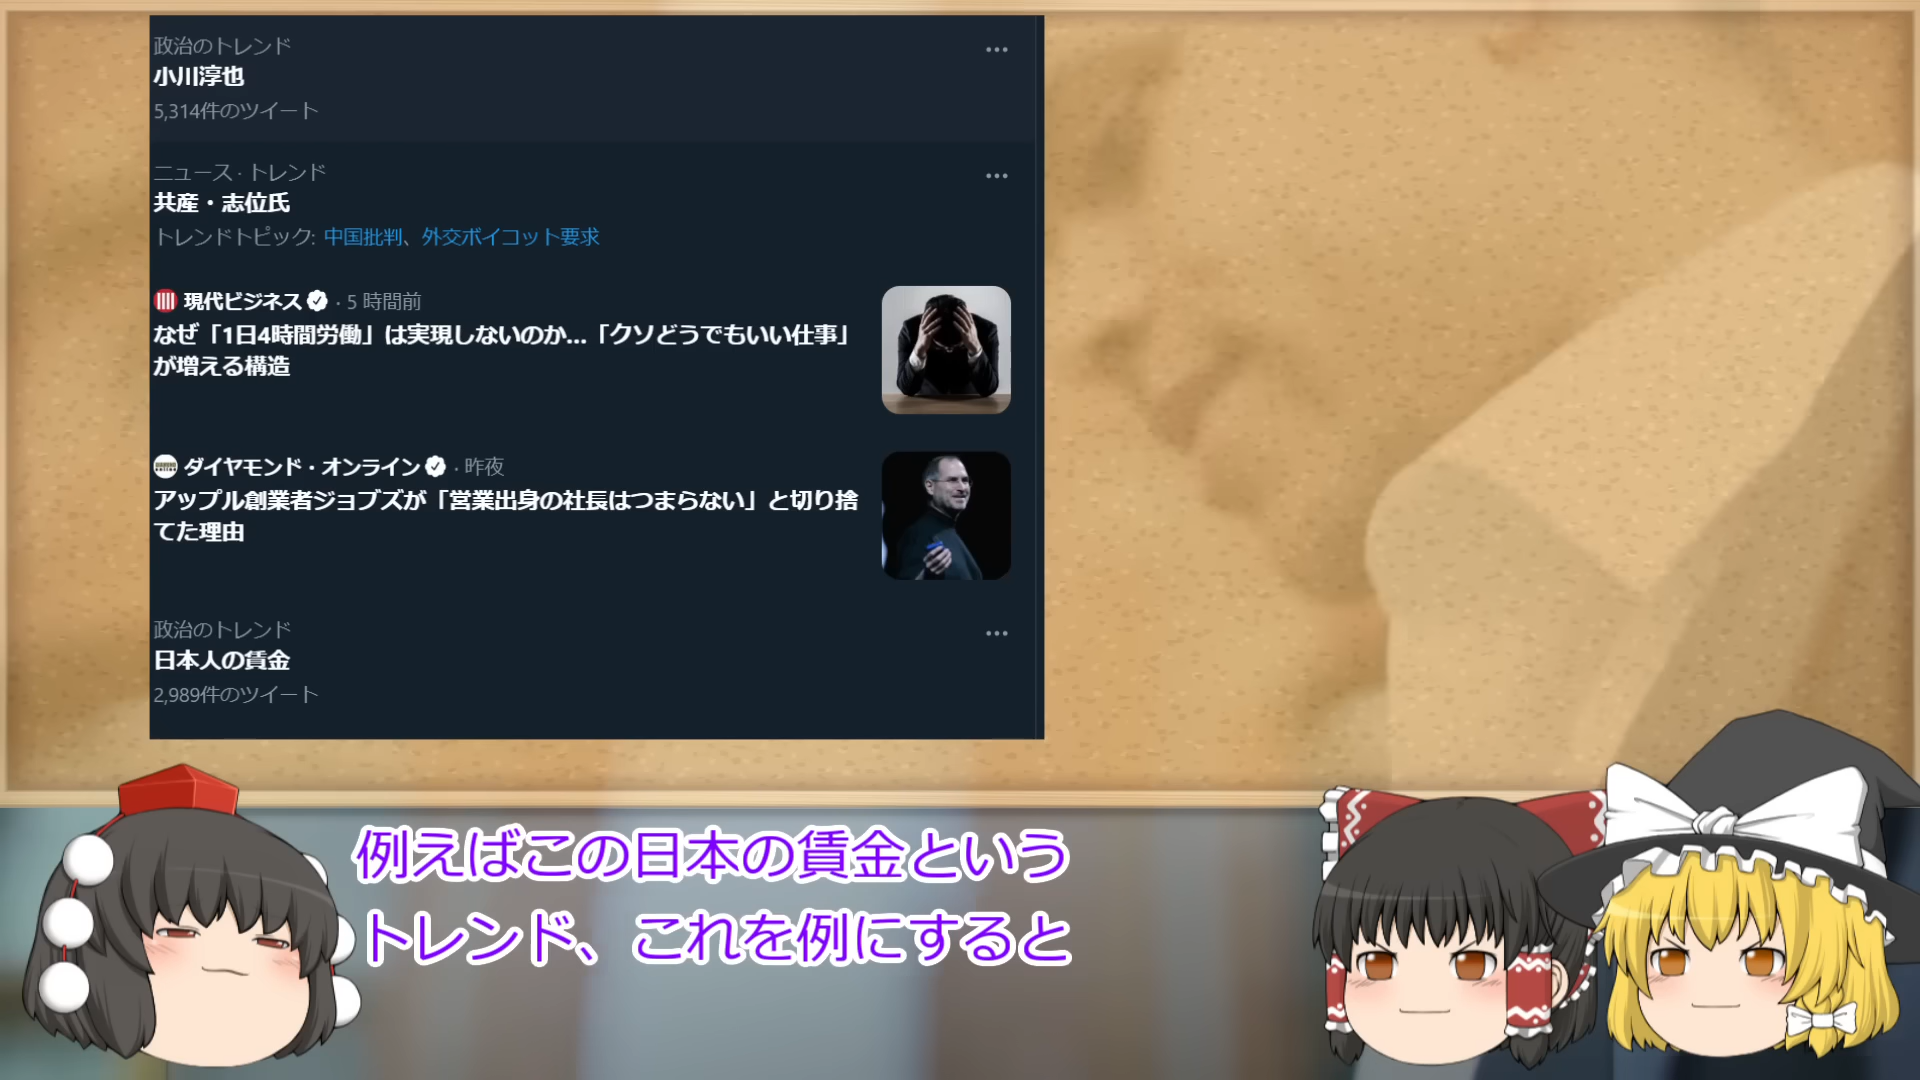 政治のトレンド
小川淳也
5,314件のツイート
ニュース · トレンド
共産・志位氏
トレンドトピック: 中国批判、外交ボイコット要求
現代ビジネス · 5 時間前
なぜ「1日4時間労働」は実現しないのか...「クソどうでもいい仕事」
が増える構造
ダイヤモンド・オンライン · 昨夜
アップル創業者ジョブズが「営業出身の社長はつまらない」と切り捨
てた理由
政治のトレンド
日本人の賃金
2,989件のツイート
例えばこの日本の賃金という
トレンド、これを例にすると